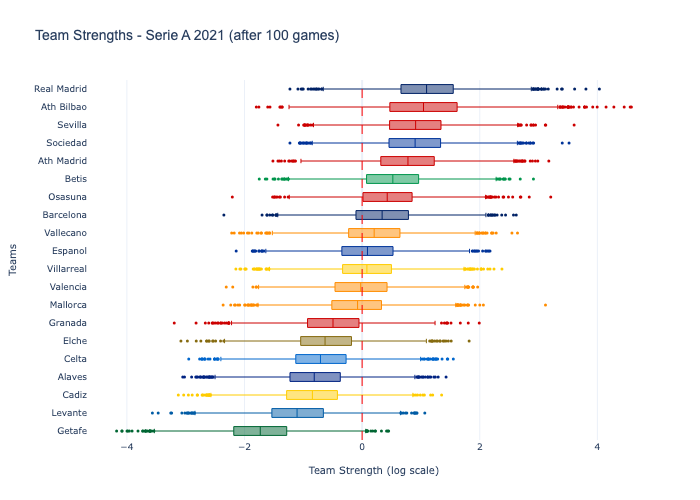 Team Strengths - Serie A 2021 (after 100 games)
Real Madrid
Ath Bilbao
Sevilla
Sociedad
Ath Madrid
Betis
Osasuna
Barcelona
Vallecano
Espanol
Villarreal
Valencia
Mallorca
Granada
Elche
Celta
Alaves
Cadiz
Levante
Getafe
Teams
−4 −2 0 2 4
Team Strength (log scale)